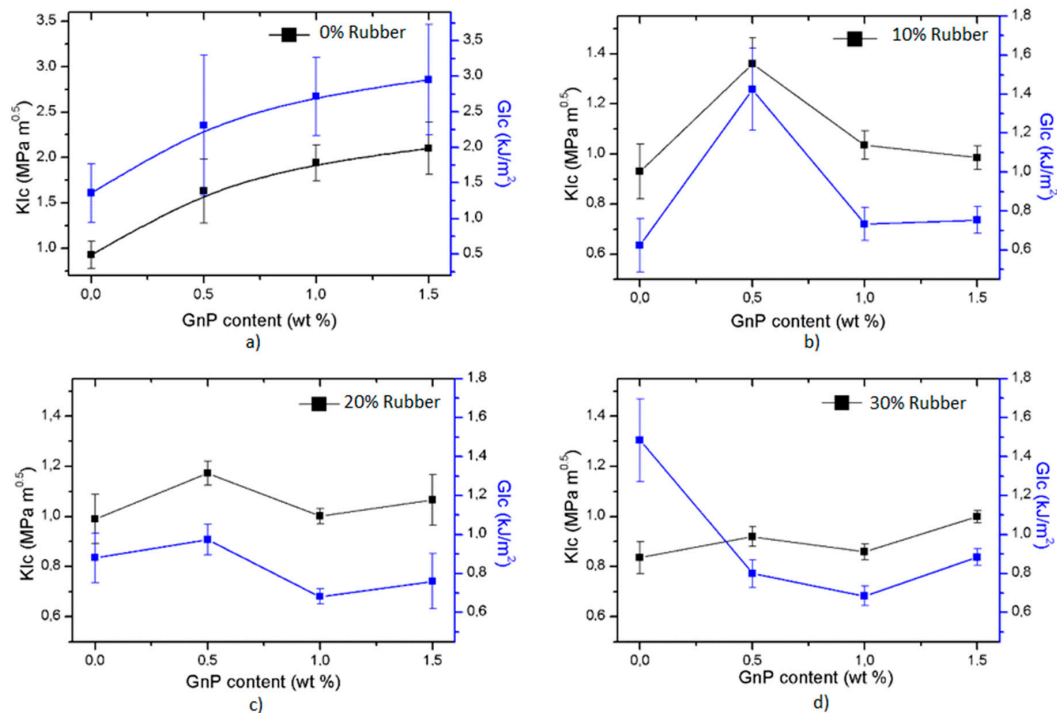 0% Rubber
KIc (MPa m^0.5)
3.5
3.0
2.5
2.0
1.5
1.0
GIc (kJ/m^2)
3.5
3.0
2.5
2.0
1.5
1.0
0.5
0,0 0.5 1,0 1.5
GnP content (wt %)
a)
10% Rubber
KIc (MPa m^0.5)
1.4
1.2
1.0
0.8
0.6
GIc (kJ/m^2)
1,8
1,6
1,4
1,2
1,0
0,8
0,6
0,0 0.5 1,0 1.5
GnP content (wt %)
b)
20% Rubber
KIc (MPa m^0.5)
1,4
1,2
1,0
0,8
0,6
GIc (kJ/m^2)
1,8
1,6
1,4
1,2
1,0
0,8
0,6
0.0 0.5 1.0 1.5
GnP content (wt %)
c)
30% Rubber
KIc (MPa m^0.5)
1,4
1,2
1,0
0,8
0,6
GIc (kJ/m^2)
1,8
1,6
1,4
1,2
1,0
0,8
0,6
0,0 0.5 1,0 1.5
GnP content (wt %)
d)